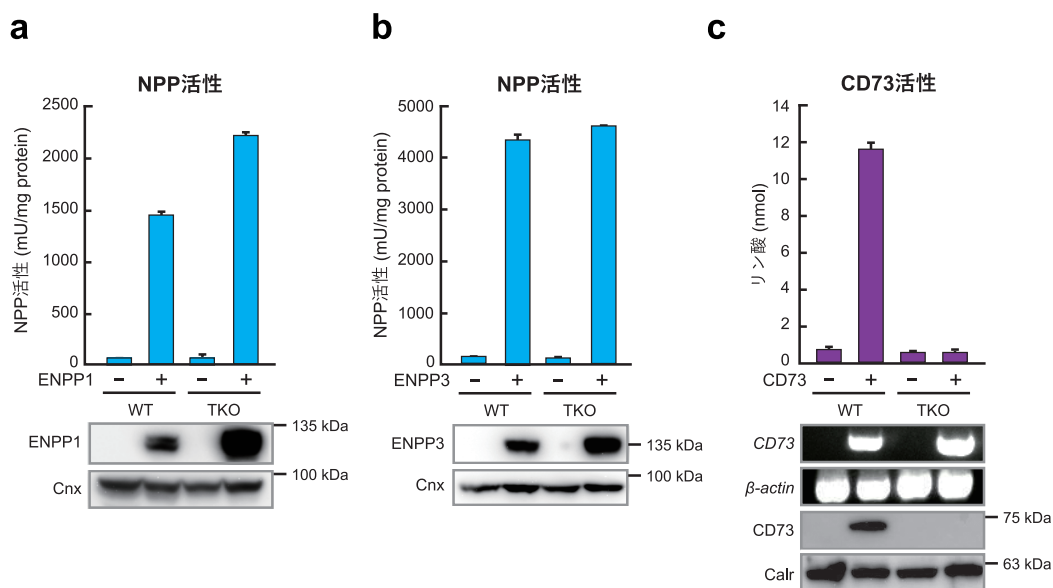 a
NPP活性
NPP活性 (mU/mg protein)
2500
2000
1500
1000
500
0
ENPP1 − + − +
WT TKO
ENPP1
135 kDa
Cnx
100 kDa
b
NPP活性
NPP活性 (mU/mg protein)
5000
4000
3000
2000
1000
0
ENPP3 − + − +
WT TKO
ENPP3
135 kDa
Cnx
100 kDa
c
CD73活性
リン酸 (nmol)
14
12
10
8
6
4
2
0
CD73 − + − +
WT TKO
CD73
β-actin
CD73
75 kDa
Calr
63 kDa